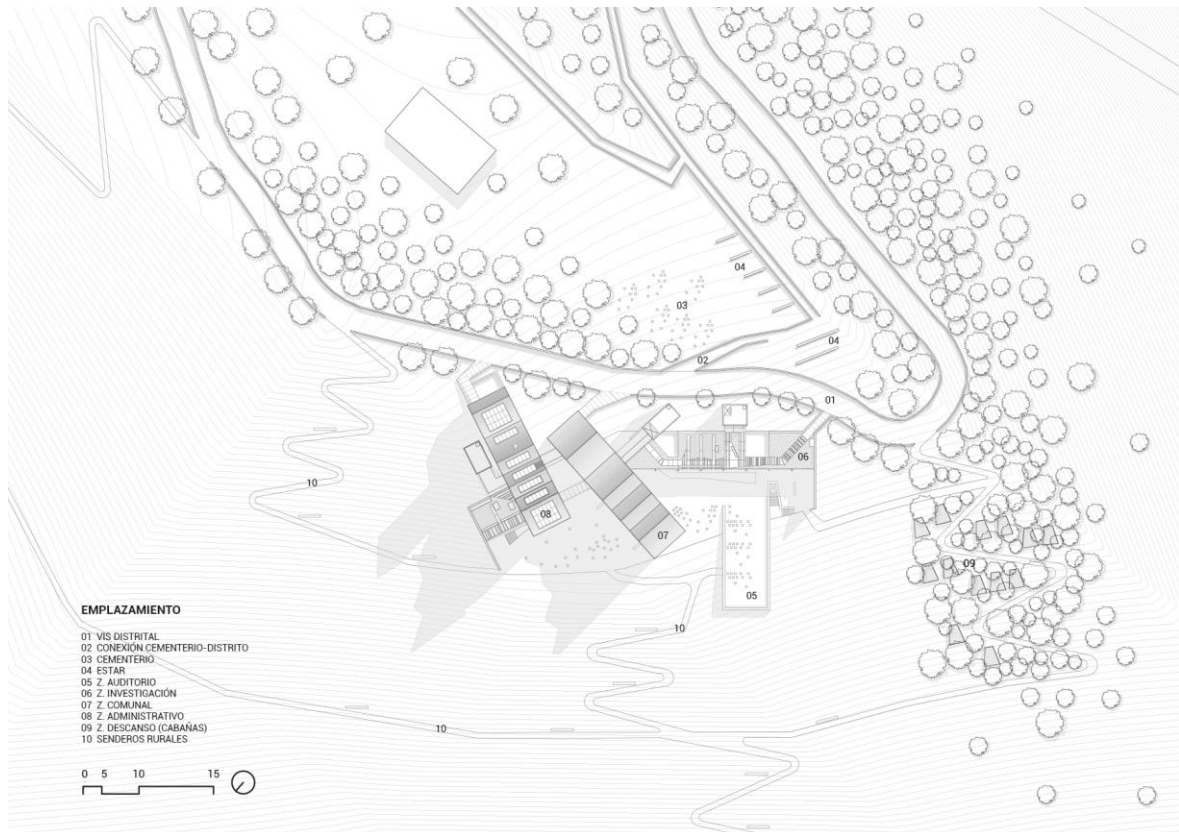 04
03
04
02
01
06
10
08
07
09
05
10
EMPLAZAMIENTO
01 VIS DISTRITAL
02 CONEXIÓN CEMENTERIO-DISTRITO
03 CEMENTERIO
04 ESTAR
05 Z. AUDITORIO
06 Z. INVESTIGACIÓN
07 Z. COMUNAL
08 Z. ADMINISTRATIVO
09 Z. DESCANSO (CABAÑAS)
10 SENDEROS RURALES
10
0 5 10 15